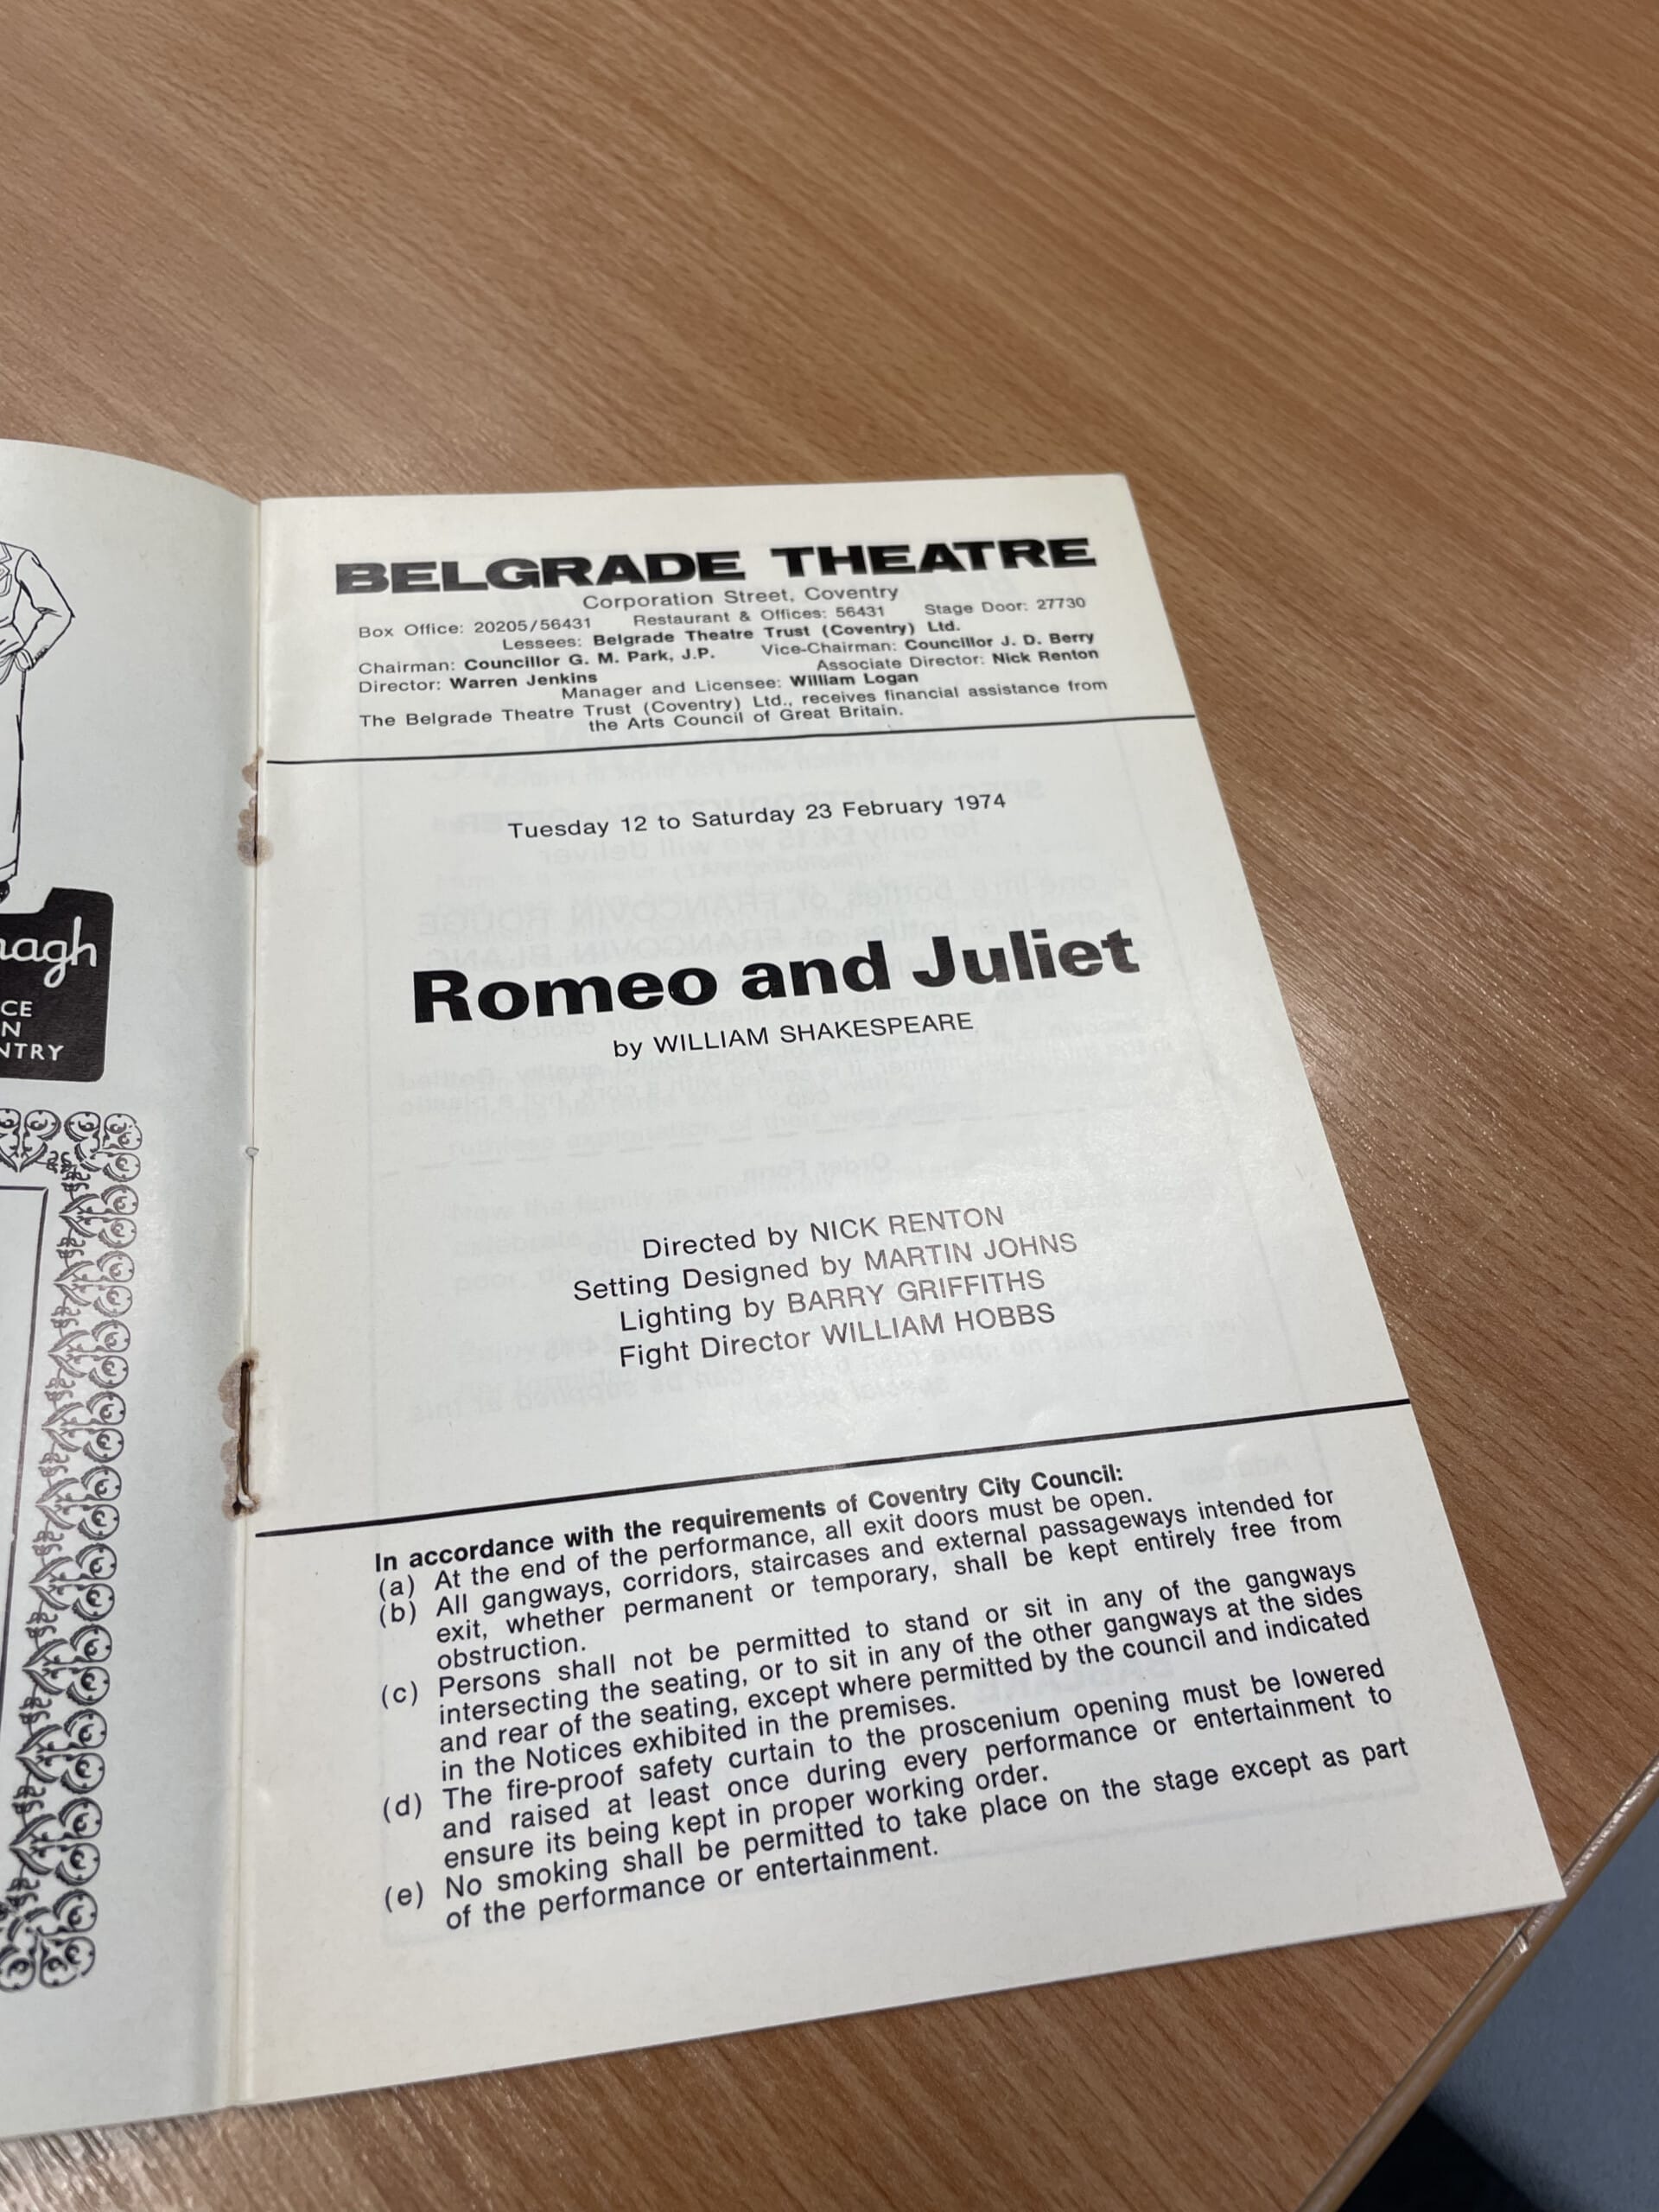 nagh
CE
N
NTRY
BELGRADE THEATRE
Corporation Street, Coventry
Box Office: 20205/56431 Restaurant & Offices: 56431 Stage Door: 27730
Lessees: Belgrade Theatre Trust (Coventry) Ltd.
Chairman: Councillor G. M. Park, J.P. Vice-Chairman: Councillor J. D. Berry
Director: Warren Jenkins Associate Director: Nick Renton
Manager and Licensee: William Logan
The Belgrade Theatre Trust (Coventry) Ltd., receives financial assistance from
the Arts Council of Great Britain.
Tuesday 12 to Saturday 23 February 1974
Romeo and Juliet
by WILLIAM SHAKESPEARE
Directed by NICK RENTON
Setting Designed by MARTIN JOHNS
Lighting by BARRY GRIFFITHS
Fight Director WILLIAM HOBBS
In accordance with the requirements of Coventry City Council:
(a) At the end of the performance, all exit doors must be open.
(b) All gangways, corridors, staircases and external passageways intended for
exit, whether permanent or temporary, shall be kept entirely free from
obstruction.
(c) Persons shall not be permitted to stand or sit in any of the gangways
intersecting the seating, or to sit in any of the other gangways at the sides
and rear of the seating, except where permitted by the council and indicated
in the Notices exhibited in the premises.
(d) The fire-proof safety curtain to the proscenium opening must be lowered
and raised at least once during every performance or entertainment to
ensure its being kept in proper working order.
(e) No smoking shall be permitted to take place on the stage except as part
of the performance or entertainment.